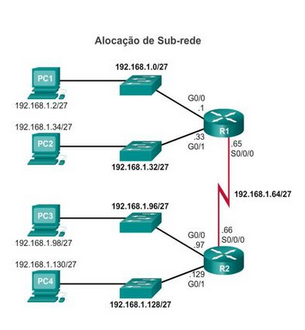 Alocação de Sub-rede
192.168.1.0/27
PC1
G0/0
.1
192.168.1.2/27
R1
192.168.1.34/27
.33
G0/1
PC2
.65
S0/0/0
192.168.1.32/27
192.168.1.64/27
192.168.1.96/27
PC3
G0/0
.97
.66
S0/0/0
192.168.1.98/27
R2
192.168.1.130/27
.129
G0/1
PC4
192.168.1.128/27